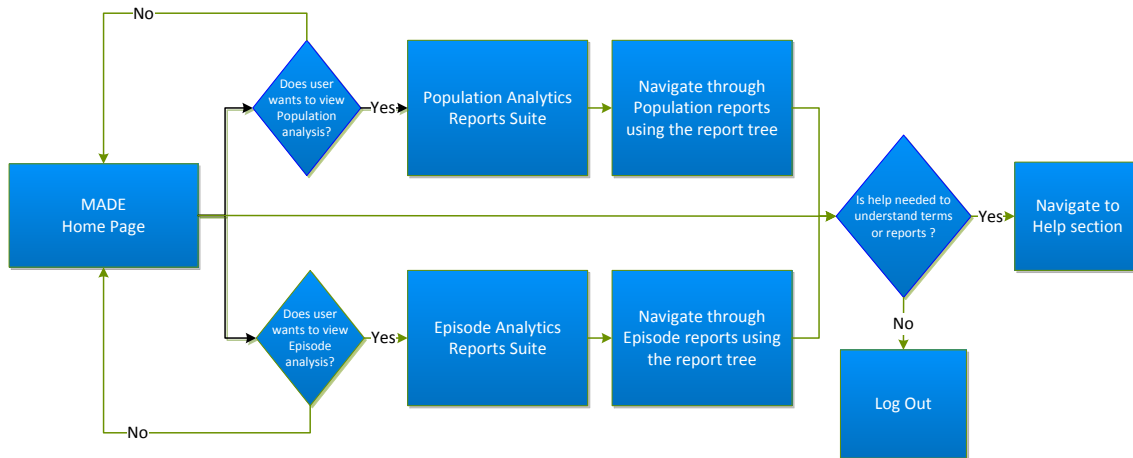 No
Does user
wants to view
Population
analysis?
Yes
Population Analytics
Reports Suite
Navigate through
Population reports
using the report tree
MADE
Home Page
Is help needed to
understand terms
or reports ?
Yes
Navigate to
Help section
Does user
wants to view
Episode
analysis?
Yes
Episode Analytics
Reports Suite
Navigate through
Episode reports using
the report tree
No
Log Out
No